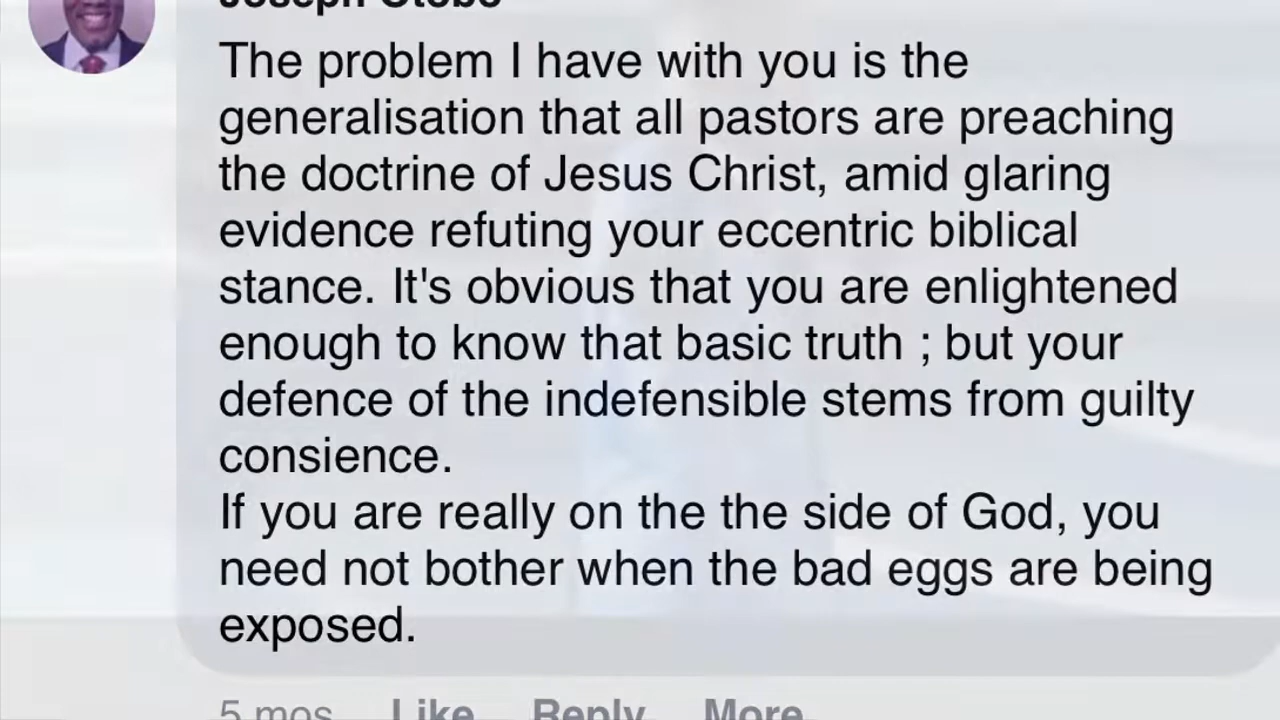 The problem I have with you is the
generalisation that all pastors are preaching
the doctrine of Jesus Christ, amid glaring
evidence refuting your eccentric biblical
stance. It's obvious that you are enlightened
enough to know that basic truth ; but your
defence of the indefensible stems from guilty
consience.
If you are really on the the side of God, you
need not bother when the bad eggs are being
exposed.
5 mos Like Reply More